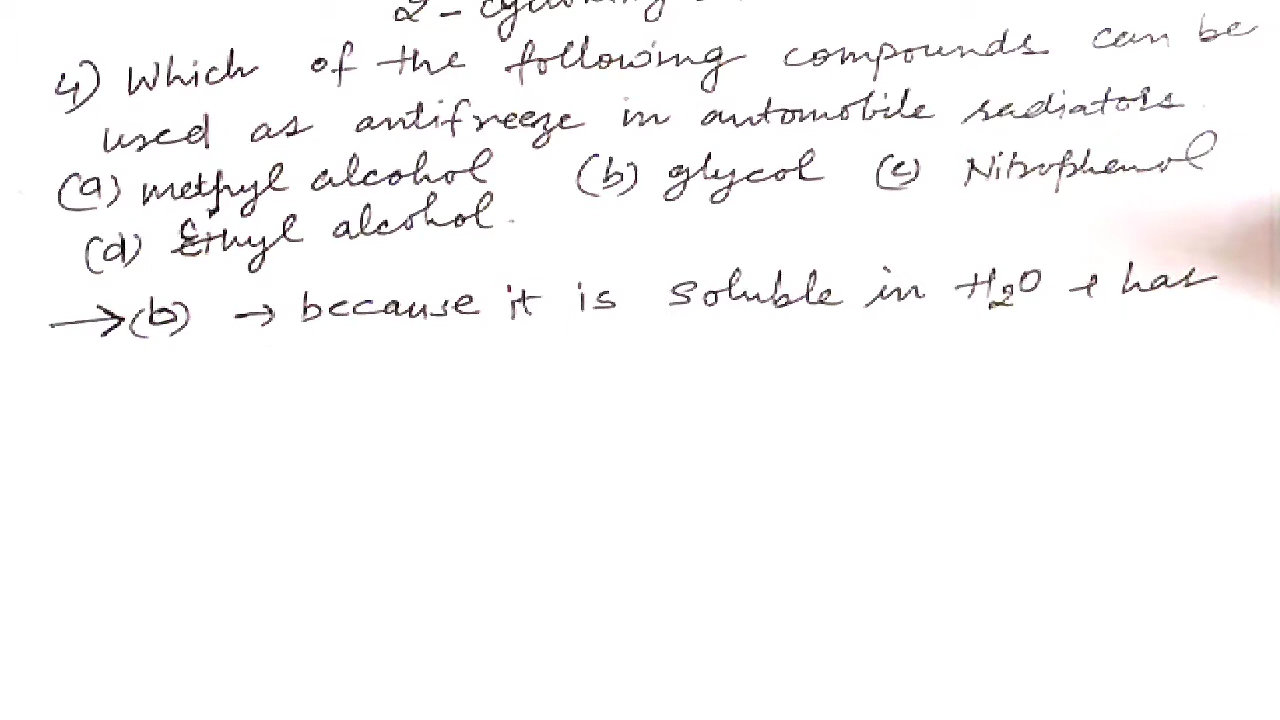 2-
4) Which of the following compounds can be
used as antifreeze in automobile radiators
(a) methyl alcohol (b) glycol (c) Nitrophenol
(d) Ethyl alcohol.
→(b) → because it is soluble in H₂O & has